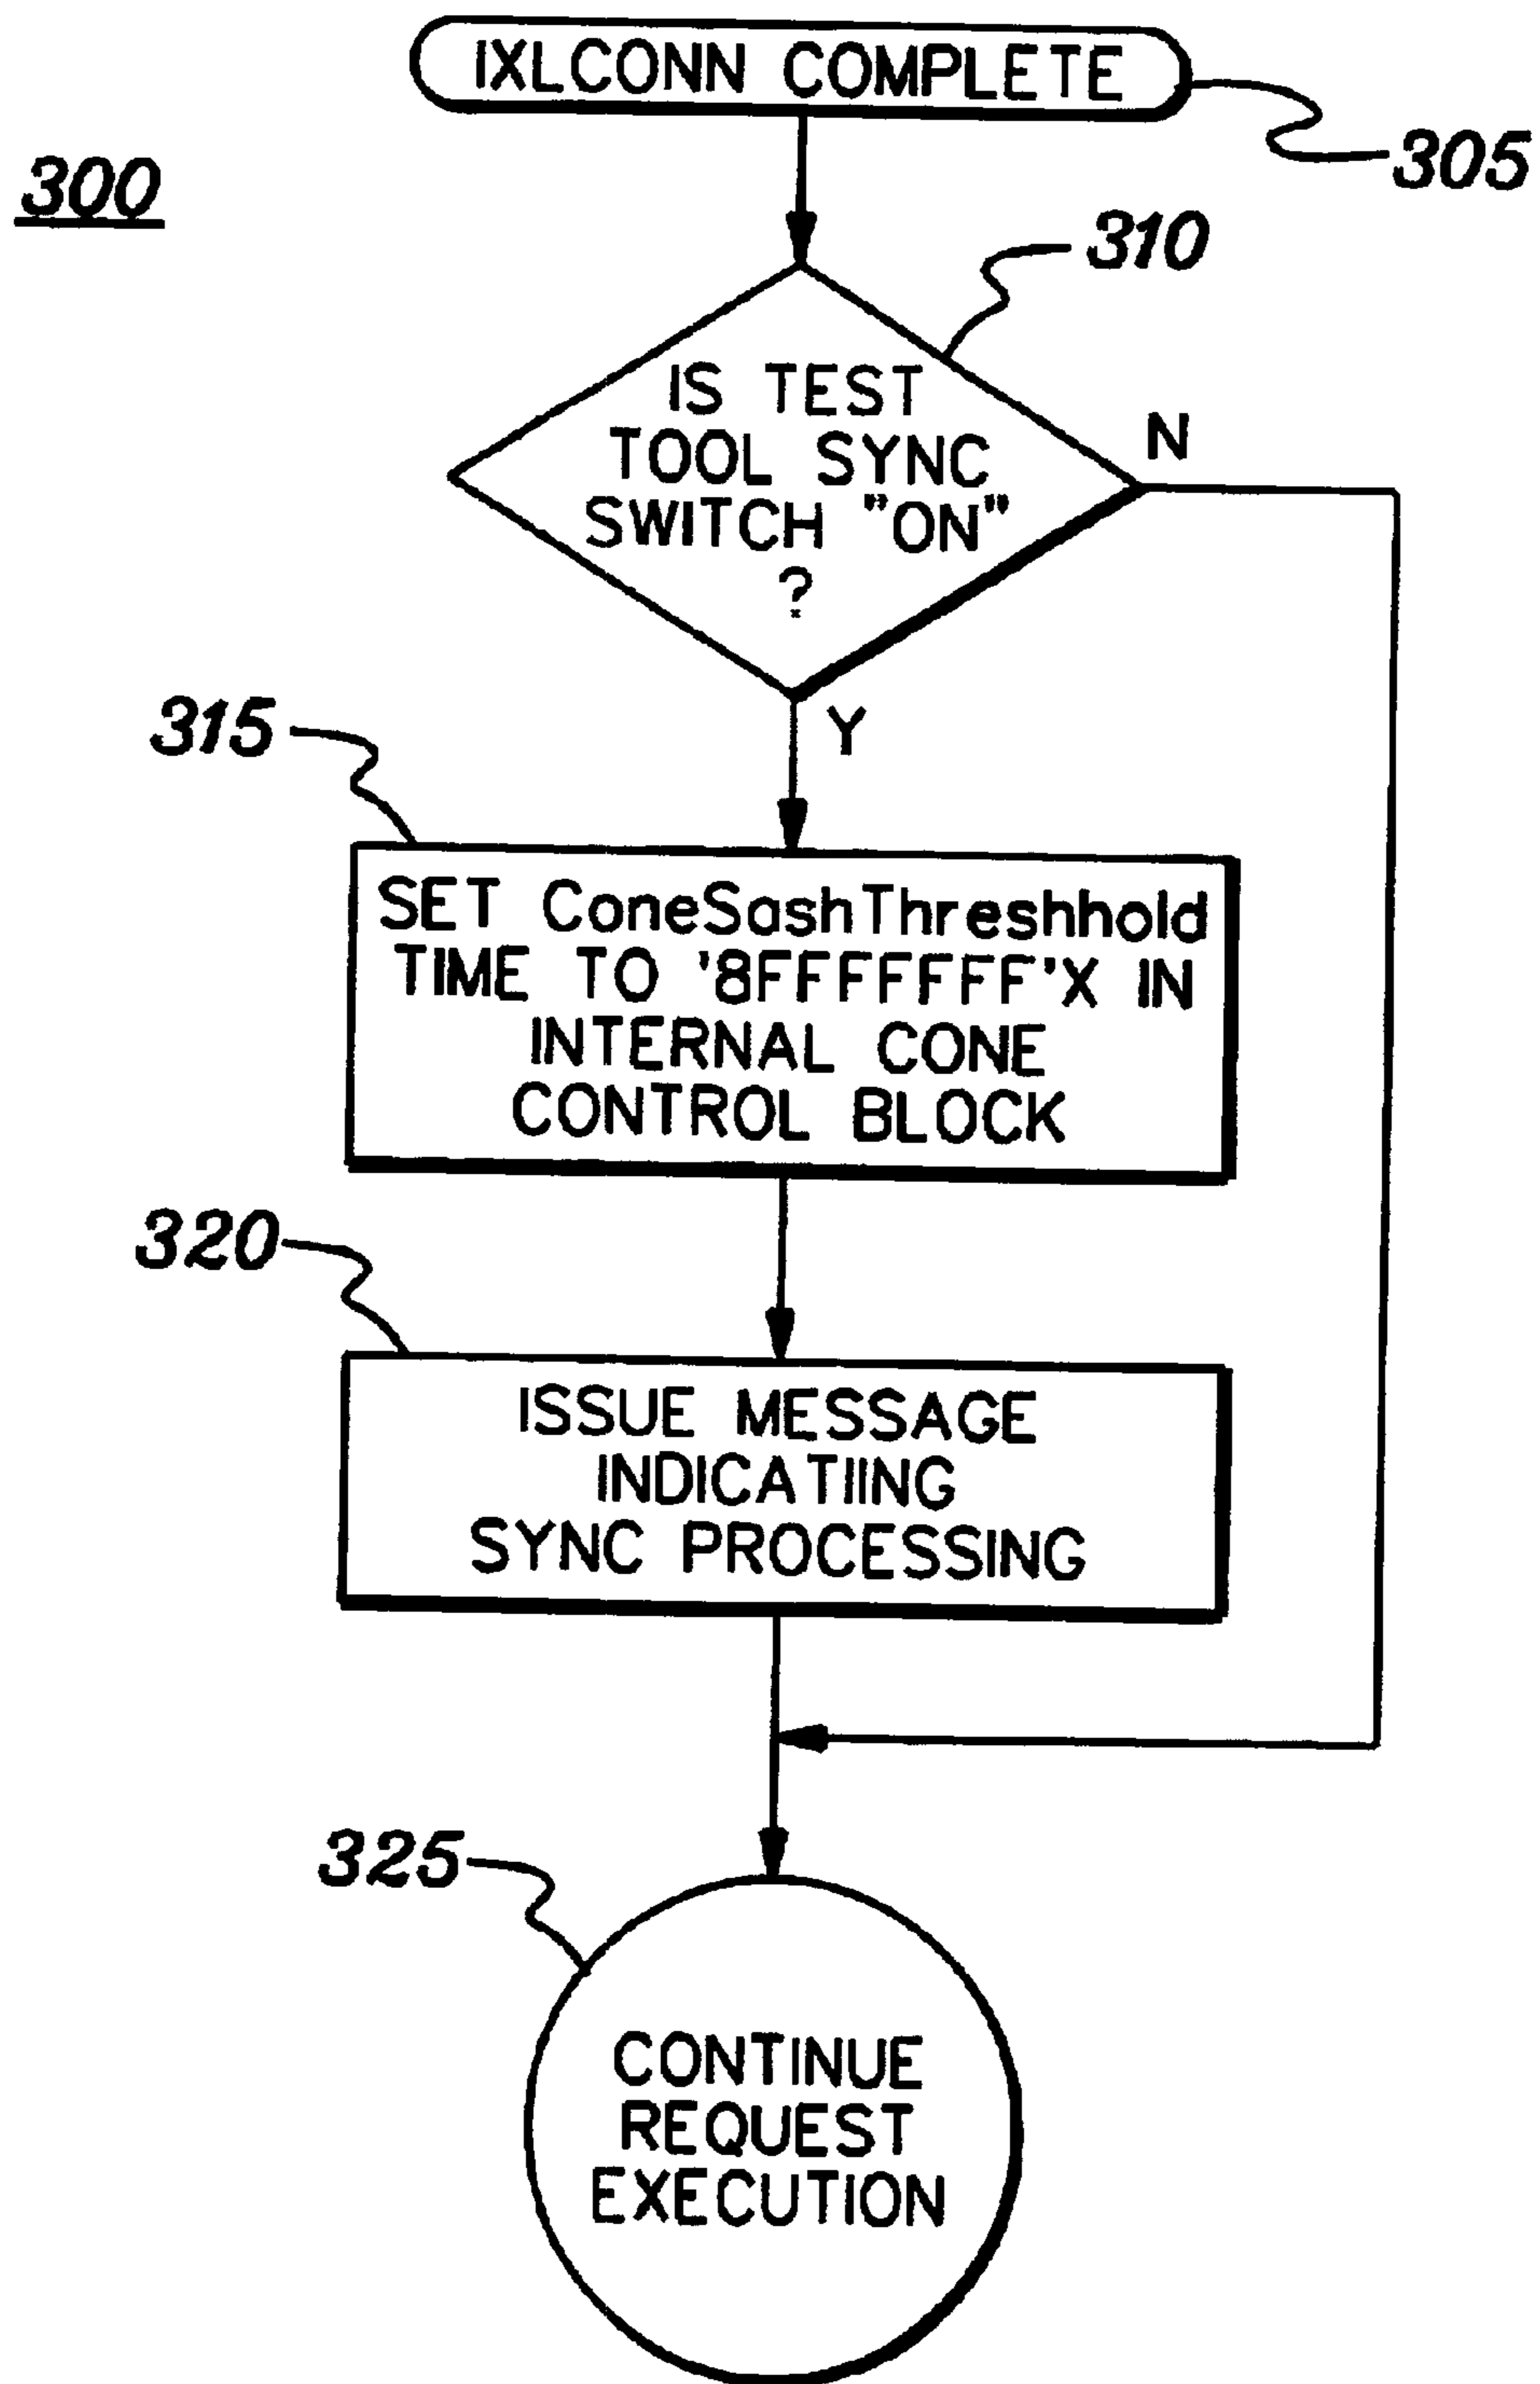 IXLCONN COMPLETE
305
300
310
IS TEST
TOOL SYNC
SWITCH "ON"
?
N
Y
315
SET ConeSashThreshhold
TIME TO '8FFFFFFF'X IN
INTERNAL CONE
CONTROL BLOCK
320
ISSUE MESSAGE
INDICATIING
SYNC PROCESSING
325
CONTINUE
REQUEST
EXECUTION